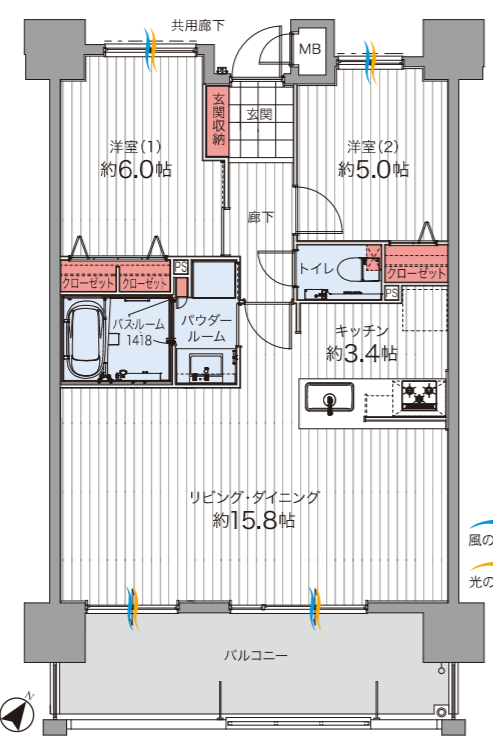 共用廊下
MB
玄関収納
玄関
洋室(1)
約6.0帖
洋室(2)
約5.0帖
廊下
クローゼット
クローゼット
PS
トイレ
クローゼット
PS
バスルーム
1418
パウダー
ルーム
キッチン
約3.4帖
リビング・ダイニング
約15.8帖
風の
光の
バルコニー
N